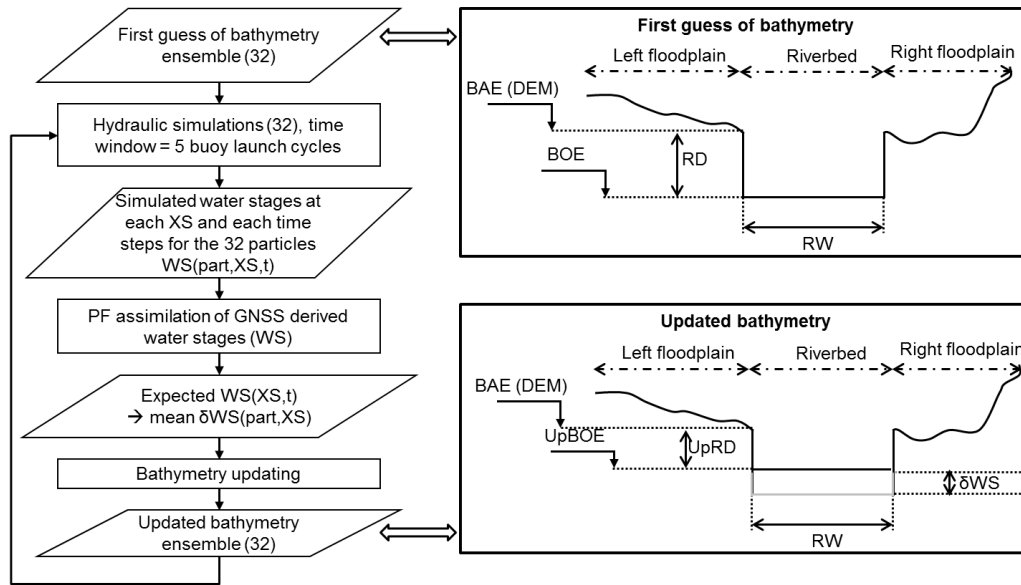 First guess of bathymetry
ensemble (32)
Hydraulic simulations (32), time
window = 5 buoy launch cycles
Simulated water stages at
each XS and each time
steps for the 32 particles
WS(part,XS,t)
PF assimilation of GNSS derived
water stages (WS)
Expected WS(XS,t)
→ mean δWS(part,XS)
Bathymetry updating
Updated bathymetry
ensemble (32)
First guess of bathymetry
Left floodplain
Riverbed
Right floodplain
BAE (DEM)
RD
BOE
RW
Updated bathymetry
Left floodplain
Riverbed
Right floodplain
BAE (DEM)
UpBOE
UpRD
δWS
RW